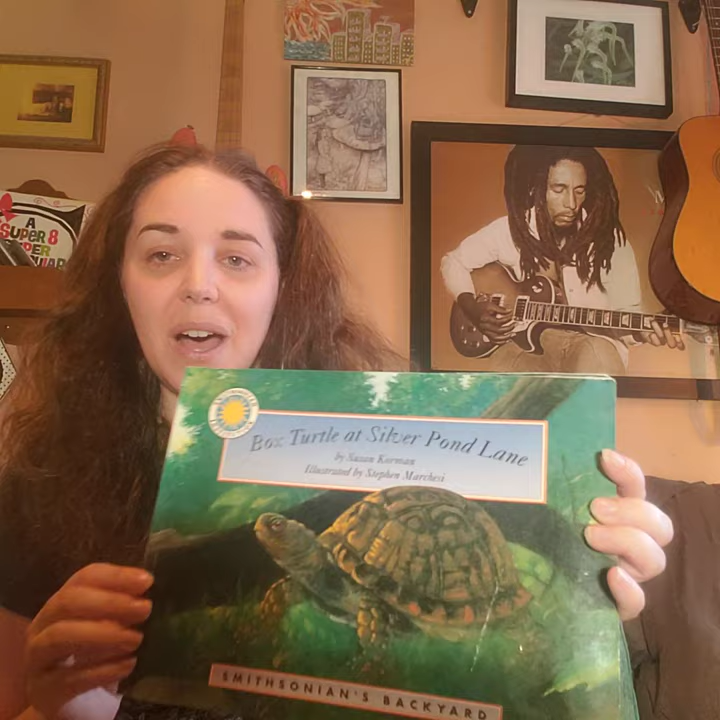 A
SUPER 8
Box Turtle at Silver Pond Lane
by Susan Korman
Illustrated by Stephen Marchesi
SMITHSONIAN'S BACKYARD